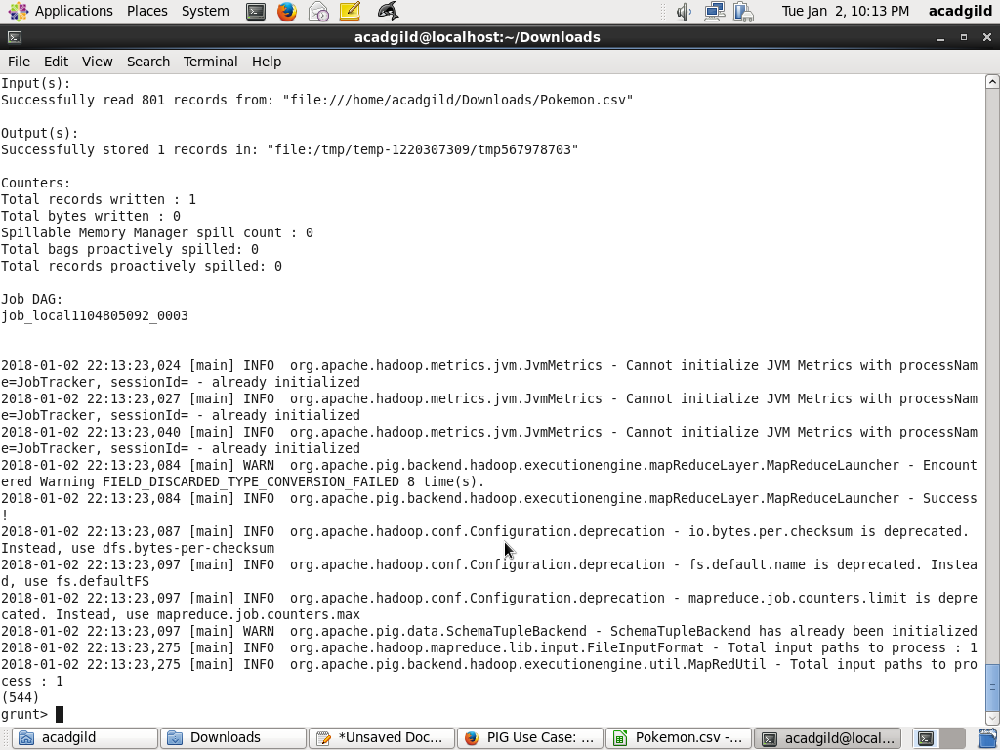 Applications Places System Tue Jan 2, 10:13 PM acadgild
acadgild@localhost:~/Downloads
File Edit View Search Terminal Help
Input(s):
Successfully read 801 records from: "file:///home/acadgild/Downloads/Pokemon.csv"
Output(s):
Successfully stored 1 records in: "file:/tmp/temp-1220307309/tmp567978703"
Counters:
Total records written : 1
Total bytes written : 0
Spillable Memory Manager spill count : 0
Total bags proactively spilled: 0
Total records proactively spilled: 0
Job DAG:
job_local1104805092_0003
2018-01-02 22:13:23,024 [main] INFO  org.apache.hadoop.metrics.jvm.JvmMetrics - Cannot initialize JVM Metrics with processNam
e=JobTracker, sessionId= - already initialized
2018-01-02 22:13:23,027 [main] INFO  org.apache.hadoop.metrics.jvm.JvmMetrics - Cannot initialize JVM Metrics with processNam
e=JobTracker, sessionId= - already initialized
2018-01-02 22:13:23,040 [main] INFO  org.apache.hadoop.metrics.jvm.JvmMetrics - Cannot initialize JVM Metrics with processNam
e=JobTracker, sessionId= - already initialized
2018-01-02 22:13:23,084 [main] WARN  org.apache.pig.backend.hadoop.executionengine.mapReduceLayer.MapReduceLauncher - Encount
ered Warning FIELD_DISCARDED_TYPE_CONVERSION_FAILED 8 time(s).
2018-01-02 22:13:23,084 [main] INFO  org.apache.pig.backend.hadoop.executionengine.mapReduceLayer.MapReduceLauncher - Success
!
2018-01-02 22:13:23,087 [main] INFO  org.apache.hadoop.conf.Configuration.deprecation - io.bytes.per.checksum is deprecated.
Instead, use dfs.bytes-per-checksum
2018-01-02 22:13:23,097 [main] INFO  org.apache.hadoop.conf.Configuration.deprecation - fs.default.name is deprecated. Instea
d, use fs.defaultFS
2018-01-02 22:13:23,097 [main] INFO  org.apache.hadoop.conf.Configuration.deprecation - mapreduce.job.counters.limit is depre
cated. Instead, use mapreduce.job.counters.max
2018-01-02 22:13:23,097 [main] WARN  org.apache.pig.data.SchemaTupleBackend - SchemaTupleBackend has already been initialized
2018-01-02 22:13:23,275 [main] INFO  org.apache.hadoop.mapreduce.lib.input.FileInputFormat - Total input paths to process : 1
2018-01-02 22:13:23,275 [main] INFO  org.apache.pig.backend.hadoop.executionengine.util.MapRedUtil - Total input paths to pro
cess : 1
(544)
grunt>
acadgild Downloads *Unsaved Doc... PIG Use Case: ... Pokemon.csv -... acadgild@local...